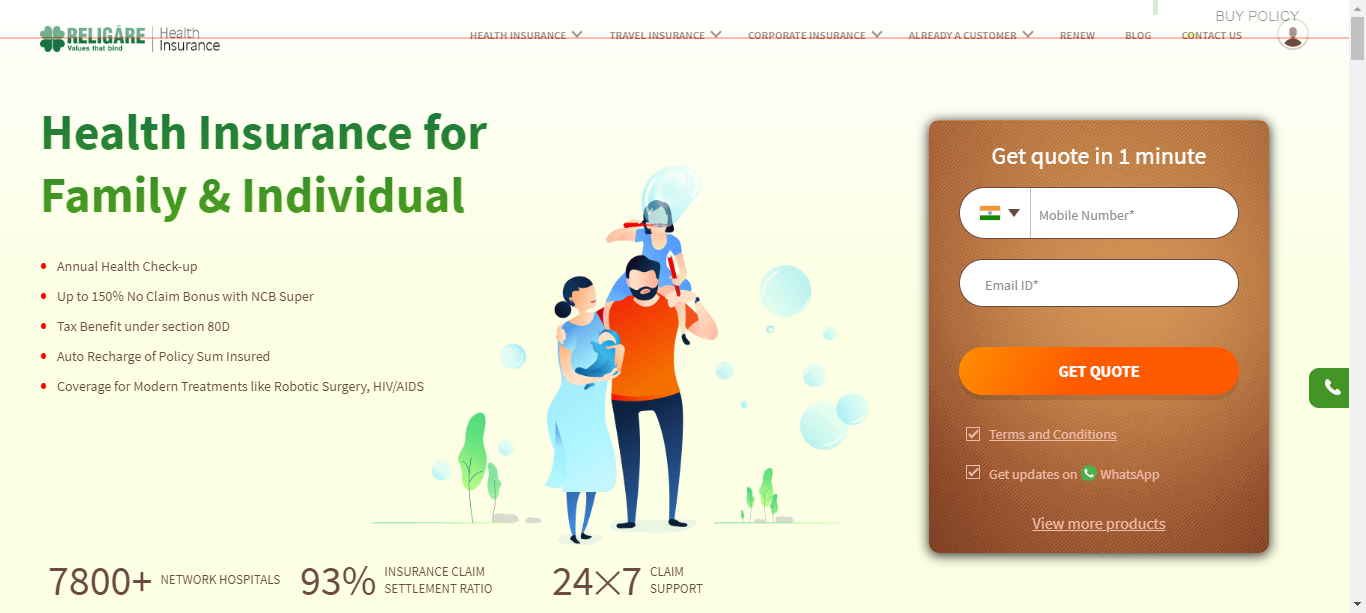 BUY POLICY
RELIGARE
Values that bind
Health
Insurance
HEALTH INSURANCE
TRAVEL INSURANCE
CORPORATE INSURANCE
ALREADY A CUSTOMER
RENEW
BLOG
CONTACT US
Health Insurance for
Family & Individual
Annual Health Check-up
Up to 150% No Claim Bonus with NCB Super
Tax Benefit under section 80D
Auto Recharge of Policy Sum Insured
Coverage for Modern Treatments like Robotic Surgery, HIV/AIDS
7800+ NETWORK HOSPITALS
93% INSURANCE CLAIM
SETTLEMENT RATIO
24×7 CLAIM
SUPPORT
Get quote in 1 minute
Mobile Number*
Email ID*
GET QUOTE
Terms and Conditions
Get updates on WhatsApp
View more products